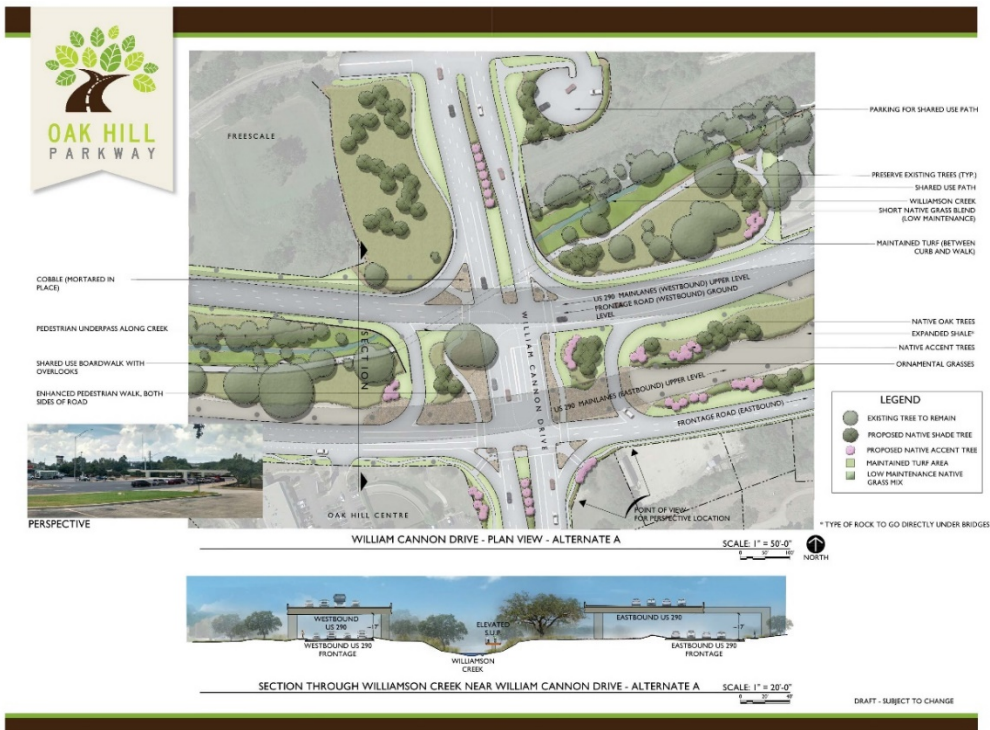 OAK HILL
PARKWAY
FREESCALE
PARKING FOR SHARED USE PATH
PRESERVE EXISTING TREES (TYP.)
SHARED USE PATH
WILLIAMSON CREEK
SHORT NATIVE GRASS BLEND
(LOW MAINTENANCE)
MAINTAINED TURF (BETWEEN
CURB AND WALK)
COBBLE (MORTARED IN
PLACE)
PEDESTRIAN UNDERPASS ALONG CREEK
SHARED USE BOARDWALK WITH
OVERLOOKS
ENHANCED PEDESTRIAN WALK, BOTH
SIDES OF ROAD
US 290 MAINLANES (WESTBOUND) UPPER LEVEL
FRONTAGE ROAD (WESTBOUND) GROUND
LEVEL
SECTION
WILLIAM CANNON DRIVE
US 290 MAINLANES (EASTBOUND) UPPER LEVEL
FRONTAGE ROAD (EASTBOUND)
NATIVE OAK TREES
EXPANDED SHALE*
NATIVE ACCENT TREES
ORNAMENTAL GRASSES
LEGEND
EXISTING TREE TO REMAIN
PROPOSED NATIVE SHADE TREE
PROPOSED NATIVE ACCENT TREE
MAINTAINED TURF AREA
LOW MAINTENANCE NATIVE
GRASS MIX
OAK HILL CENTRE
POINT OF VIEW
FOR PERSPECTIVE LOCATION
PERSPECTIVE
* TYPE OF ROCK TO GO DIRECTLY UNDER BRIDGES
WILLIAM CANNON DRIVE - PLAN VIEW - ALTERNATE A
SCALE: 1" = 50'-0"
0 50' 100'
NORTH
WESTBOUND
US 290
~17'
WESTBOUND US 290
FRONTAGE
ELEVATED
S.U.P.
WILLIAMSON
CREEK
EASTBOUND US 290
~17'
EASTBOUND US 290
FRONTAGE
SECTION THROUGH WILLIAMSON CREEK NEAR WILLIAM CANNON DRIVE - ALTERNATE A
SCALE: 1" = 20'-0"
0 20' 40'
DRAFT - SUBJECT TO CHANGE